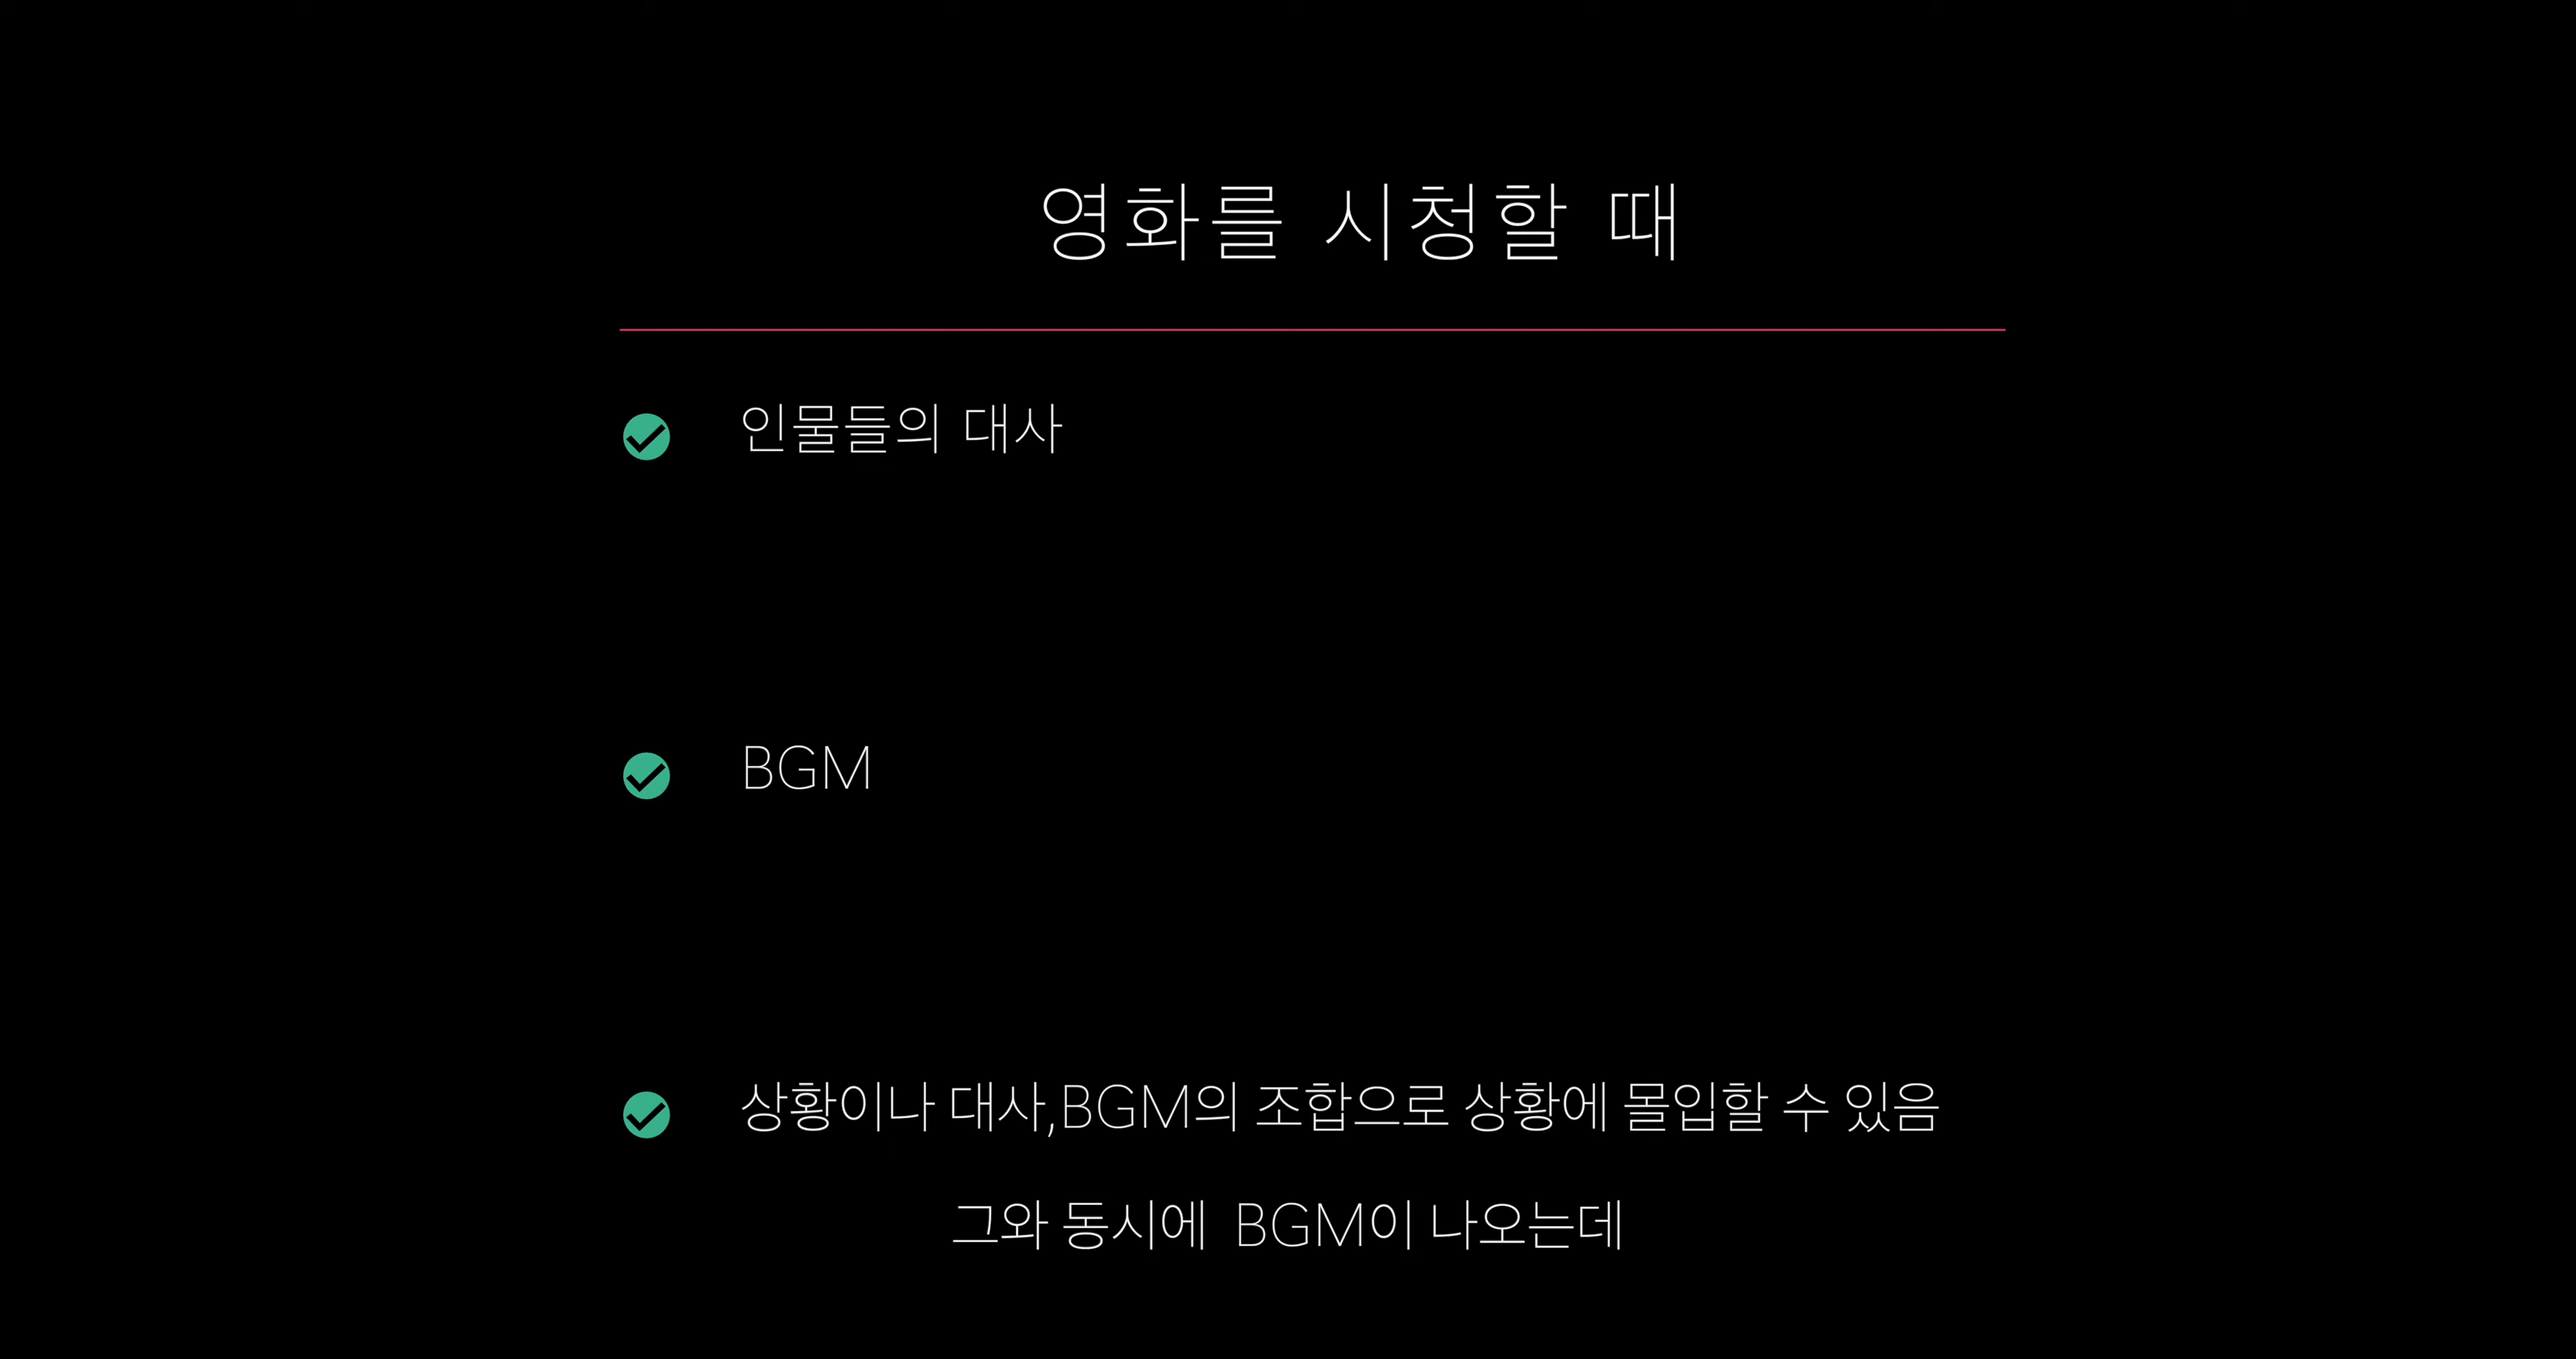 영화를 시청할 때
인물들의 대사
BGM
상황이나 대사,BGM의 조합으로 상황에 몰입할 수 있음
그와 동시에 BGM이 나오는데